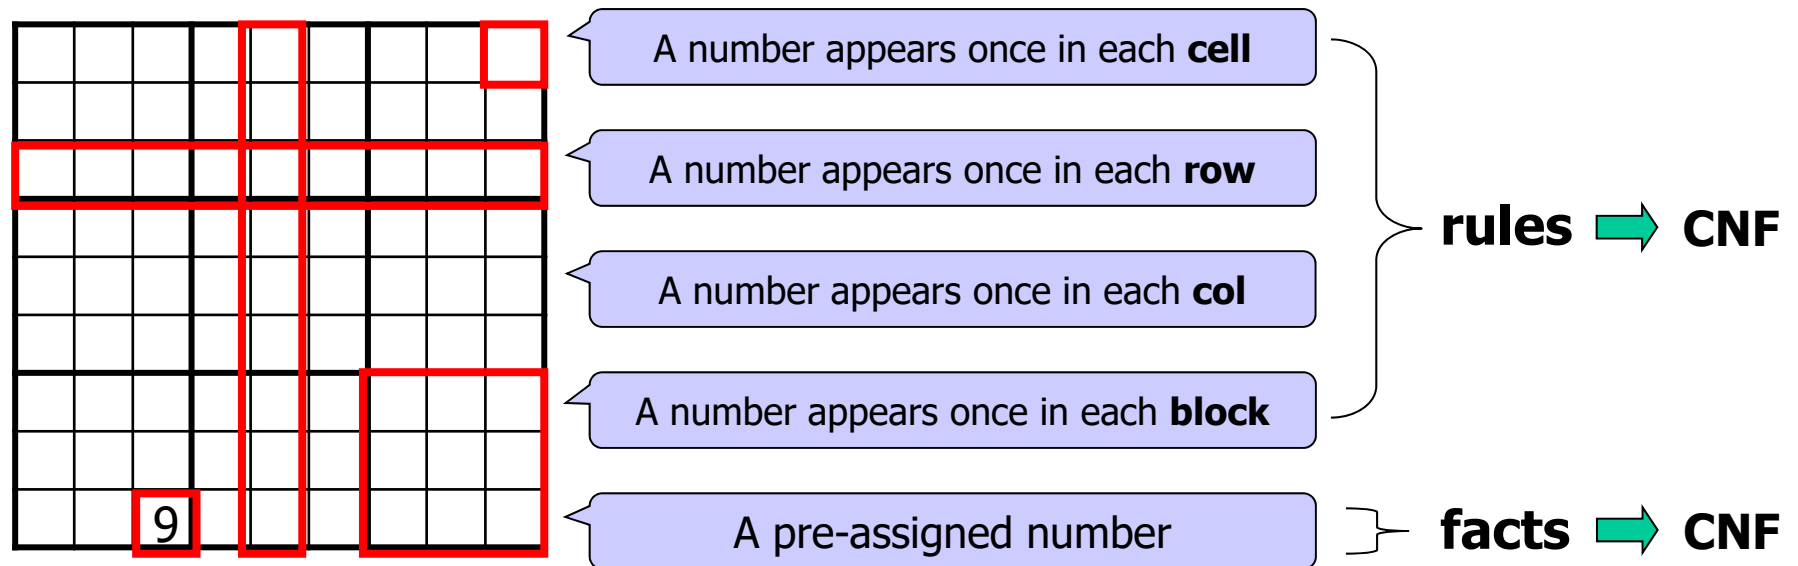 A number appears once in each cell
A number appears once in each row
rules CNF
A number appears once in each col
A number appears once in each block
9
A pre-assigned number
facts CNF